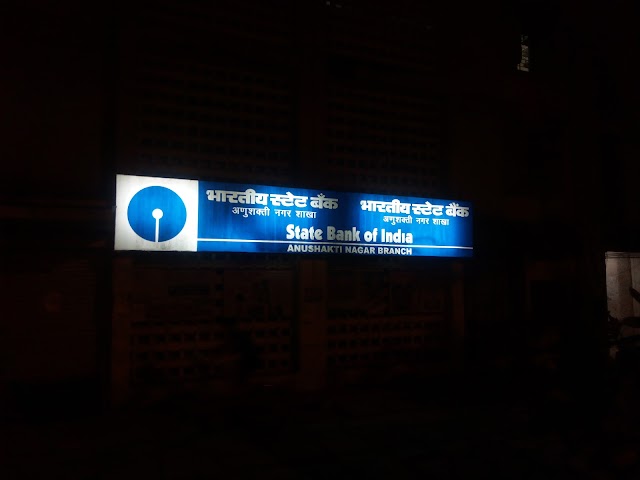 भारतीय स्टेट बैंक
अणुशक्ती नगर शाखा
भारतीय स्टेट बैंक
अणुशक्ती नगर शाखा
State Bank of India
ANUSHAKTI NAGAR BRANCH